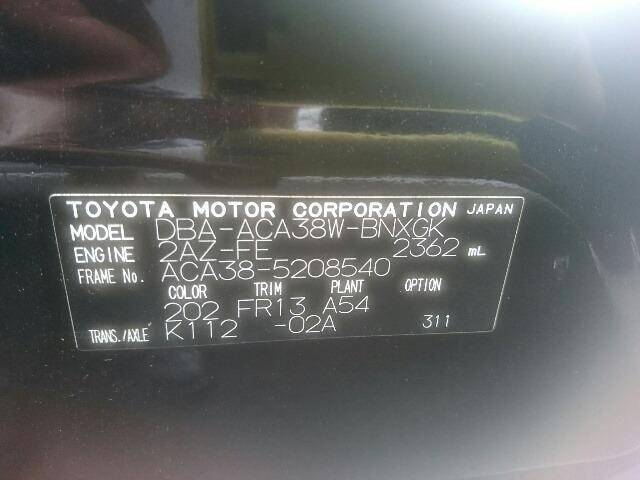 TOYOTA MOTOR CORPORATION JAPAN
MODEL DBA-ACA38W-BNXGK
ENGINE 2AZ-FE 2362 mL
FRAME No. ACA38-5208540
COLOR TRIM PLANT OPTION
202 FR13 A54
TRANS./AXLE K112 -02A 311